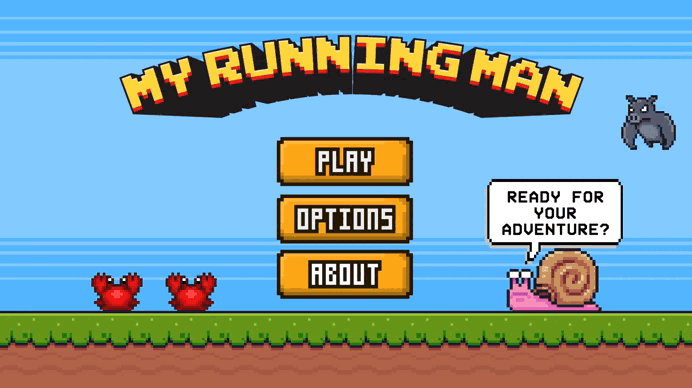 MY RUNNING MAN
PLAY
OPTIONS
ABOUT
READY FOR
YOUR
ADVENTURE?